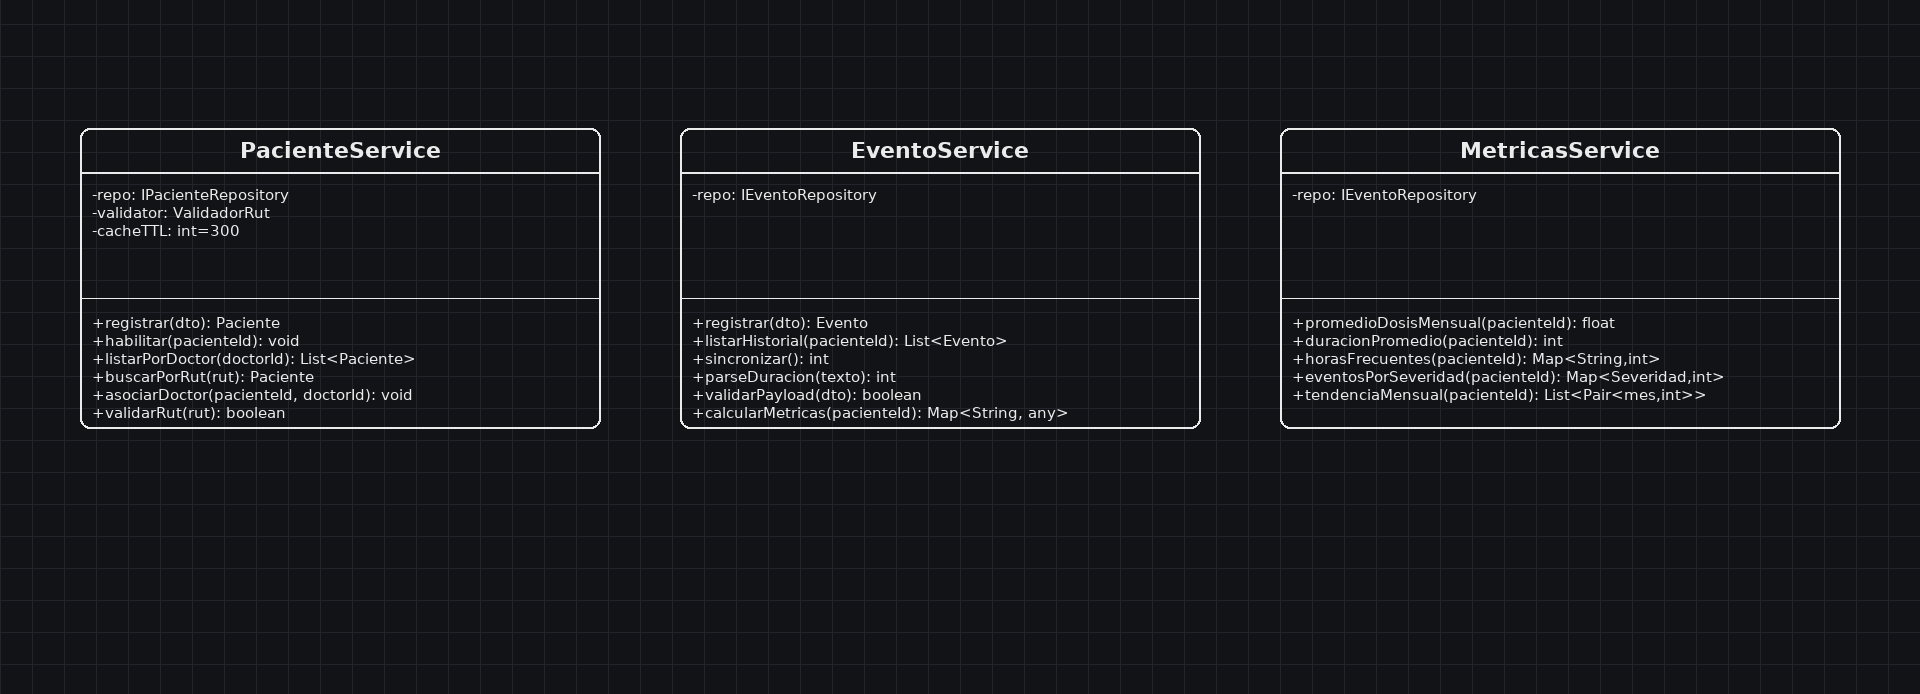 PacienteService
-repo: IPacienteRepository
-validator: ValidadorRut
-cacheTTL: int=300
+registrar(dto): Paciente
+habilitar(pacienteId): void
+listarPorDoctor(doctorId): List<Paciente>
+buscarPorRut(rut): Paciente
+asociarDoctor(pacienteId, doctorId): void
+validarRut(rut): boolean
EventoService
-repo: IEventoRepository
+registrar(dto): Evento
+listarHistorial(pacienteId): List<Evento>
+sincronizar(): int
+parseDuracion(texto): int
+validarPayload(dto): boolean
+calcularMetricas(pacienteId): Map<String, any>
MetricasService
-repo: IEventoRepository
+promedioDosisMensual(pacienteId): float
+duracionPromedio(pacienteId): int
+horasFrecuentes(pacienteId): Map<String,int>
+eventosPorSeveridad(pacienteId): Map<Severidad,int>
+tendenciaMensual(pacienteId): List<Pair<mes,int>>